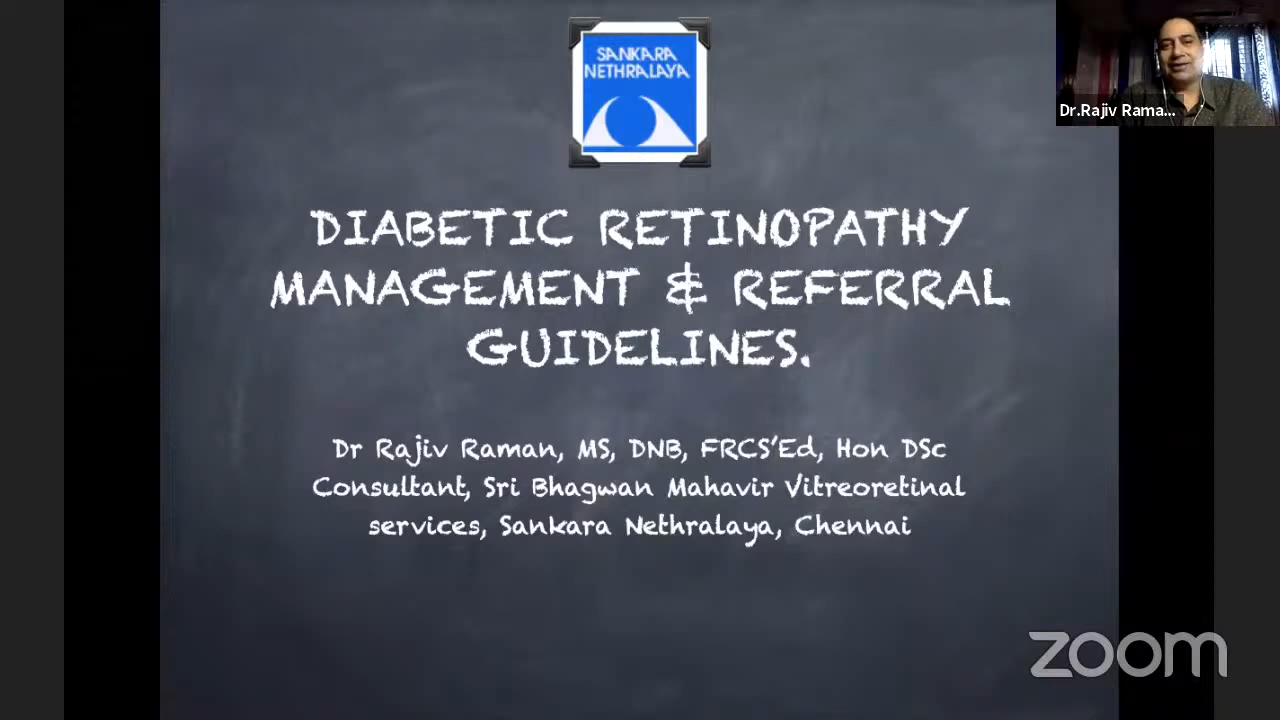 SANKARA
NETHRALAYA
Dr.Rajiv Rama...
DIABETIC RETINOPATHY
MANAGEMENT & REFERRAL
GUIDELINES.
Dr Rajiv Raman, MS, DNB, FRCS'Ed, Hon DSc
Consultant, Sri Bhagwan Mahavir Vitreoretinal
services, Sankara Nethralaya, Chennai
zoom